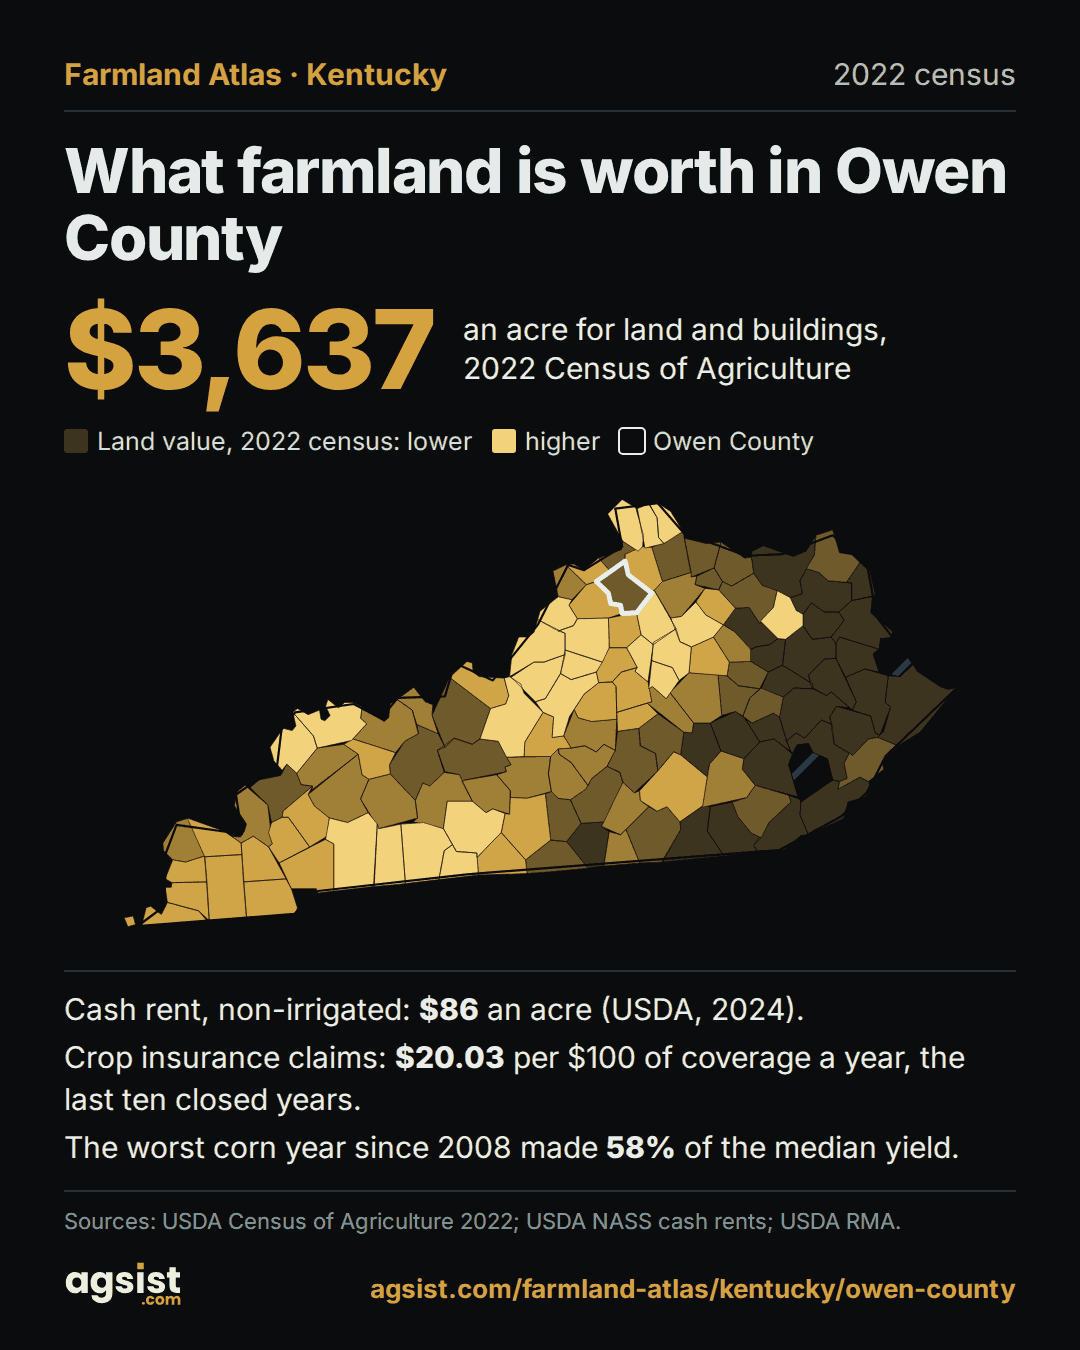 Farmland Atlas · Kentucky
2022 census
What farmland is worth in Owen
County
$3,637
an acre for land and buildings,
2022 Census of Agriculture
Land value, 2022 census: lower
higher
Owen County
Cash rent, non-irrigated: $86 an acre (USDA, 2024).
Crop insurance claims: $20.03 per $100 of coverage a year, the
last ten closed years.
The worst corn year since 2008 made 58% of the median yield.
Sources: USDA Census of Agriculture 2022; USDA NASS cash rents; USDA RMA.
agsist
.com
agsist.com/farmland-atlas/kentucky/owen-county